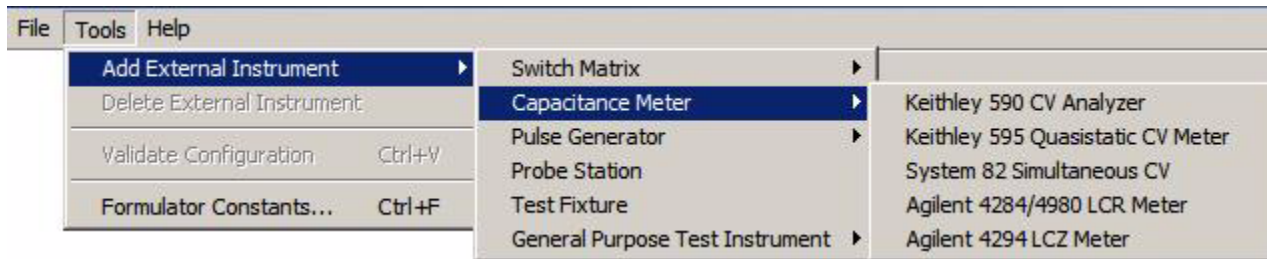 File Tools Help
Add External Instrument
Delete External Instrument
Validate Configuration Ctrl+V
Formulator Constants... Ctrl+F
Switch Matrix
Capacitance Meter
Pulse Generator
Probe Station
Test Fixture
General Purpose Test Instrument
Keithley 590 CV Analyzer
Keithley 595 Quasistatic CV Meter
System 82 Simultaneous CV
Agilent 4284/4980 LCR Meter
Agilent 4294 LCZ Meter